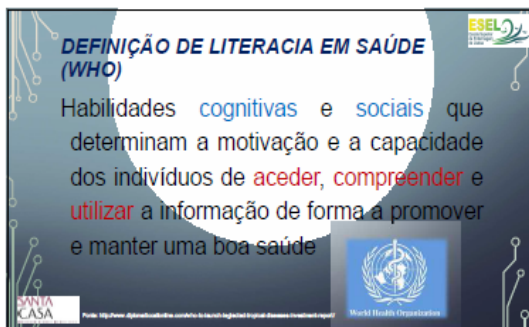 ESEL
DEFINIÇÃO DE LITERACIA EM SAÚDE
(WHO)
Habilidades cognitivas e sociais que
determinam a motivação e a capacidade
dos indivíduos de aceder, compreender e
utilizar a informação de forma a promover
e manter uma boa saúde
World Health Organization
SANTA
CASA